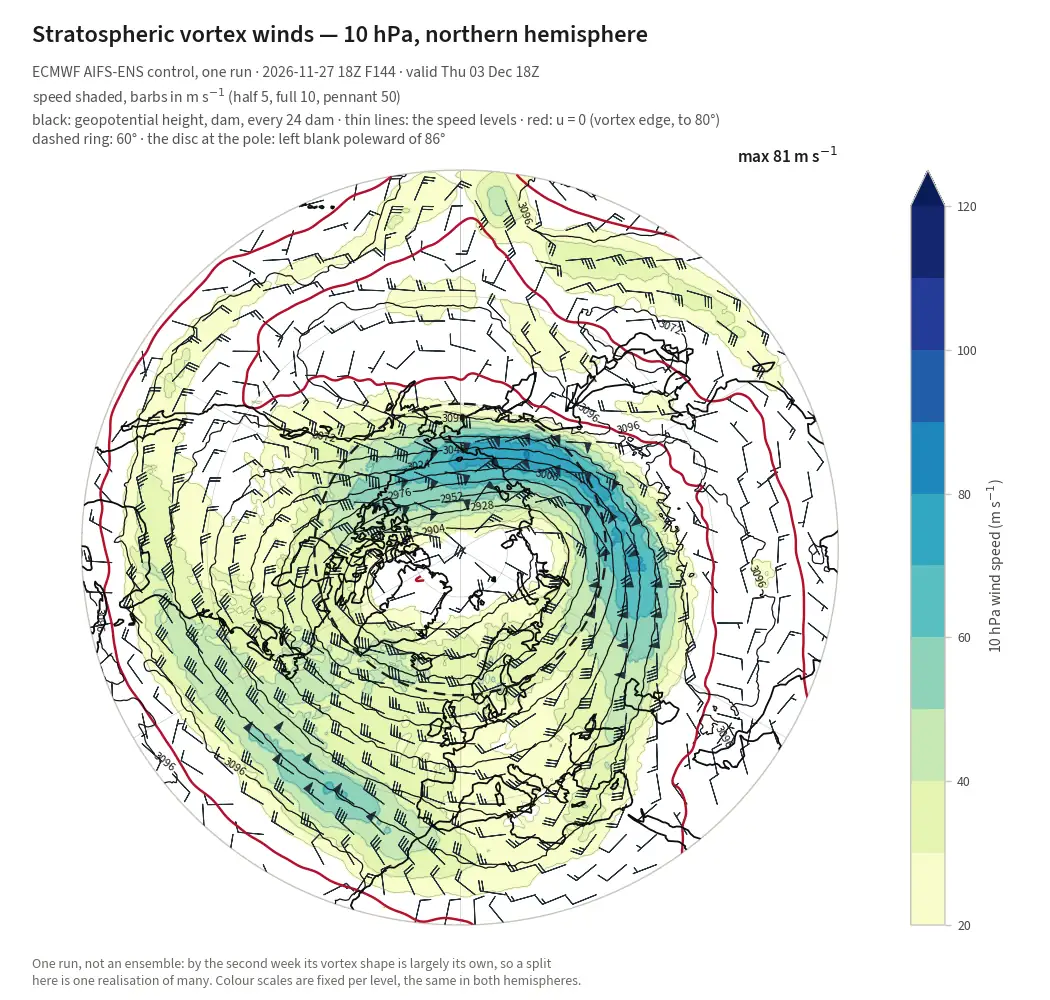 Stratospheric vortex winds — 10 hPa, northern hemisphere
ECMWF AIFS-ENS control, one run · 2026-11-27 18Z F144 · valid Thu 03 Dec 18Z
speed shaded, barbs in m s⁻¹ (half 5, full 10, pennant 50)
black: geopotential height, dam, every 24 dam · thin lines: the speed levels · red: u = 0 (vortex edge, to 80°)
dashed ring: 60° · the disc at the pole: left blank poleward of 86°
max 81 m s⁻¹
120
100
80
60
40
20
10 hPa wind speed (m s⁻¹)
3096
3096
3096
3096
2976
2952
2928
2904
3096
3096
3096
One run, not an ensemble: by the second week its vortex shape is largely its own, so a split
here is one realisation of many. Colour scales are fixed per level, the same in both hemispheres.